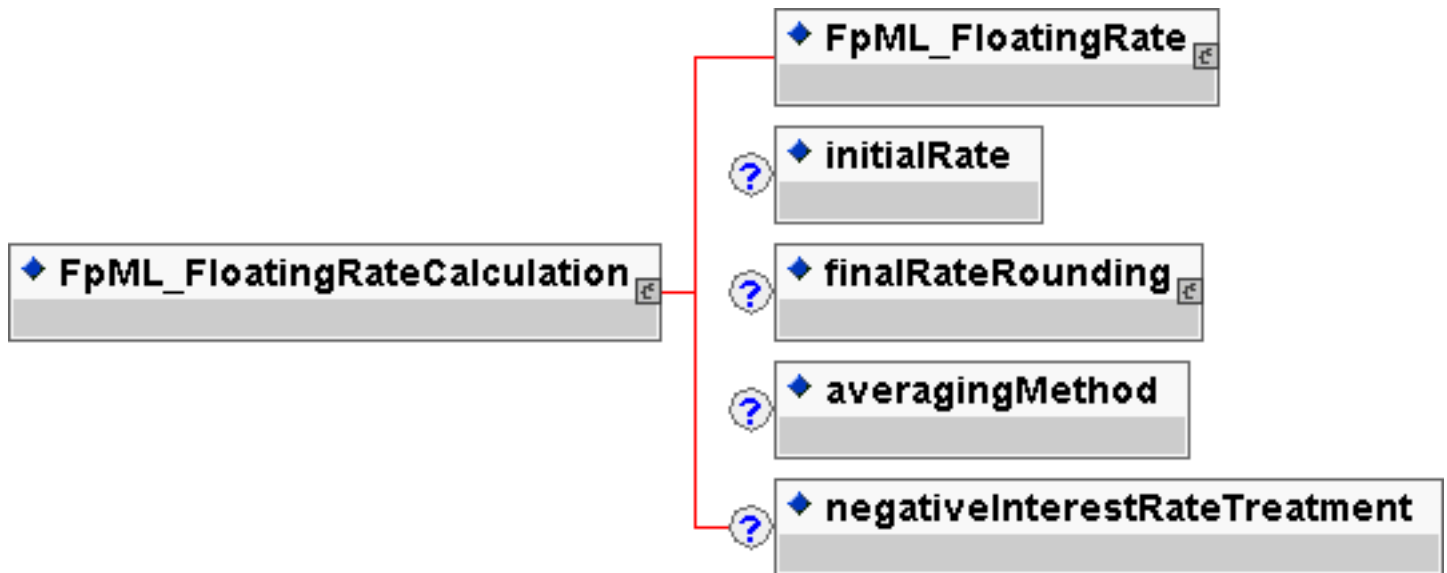 FpML_FloatingRate
? initialRate
FpML_FloatingRateCalculation
? finalRateRounding
? averagingMethod
? negativeInterestRateTreatment